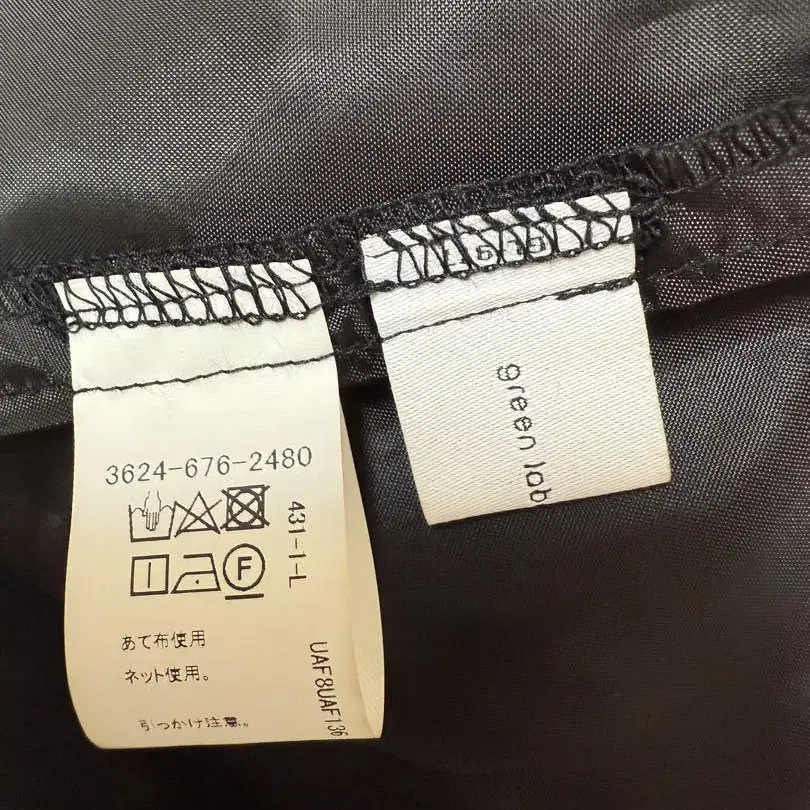 3624-676-2480
431-1-L
F
あて布使用
ネット使用。
引っかけ注意。
UAF8UAF136
green lab